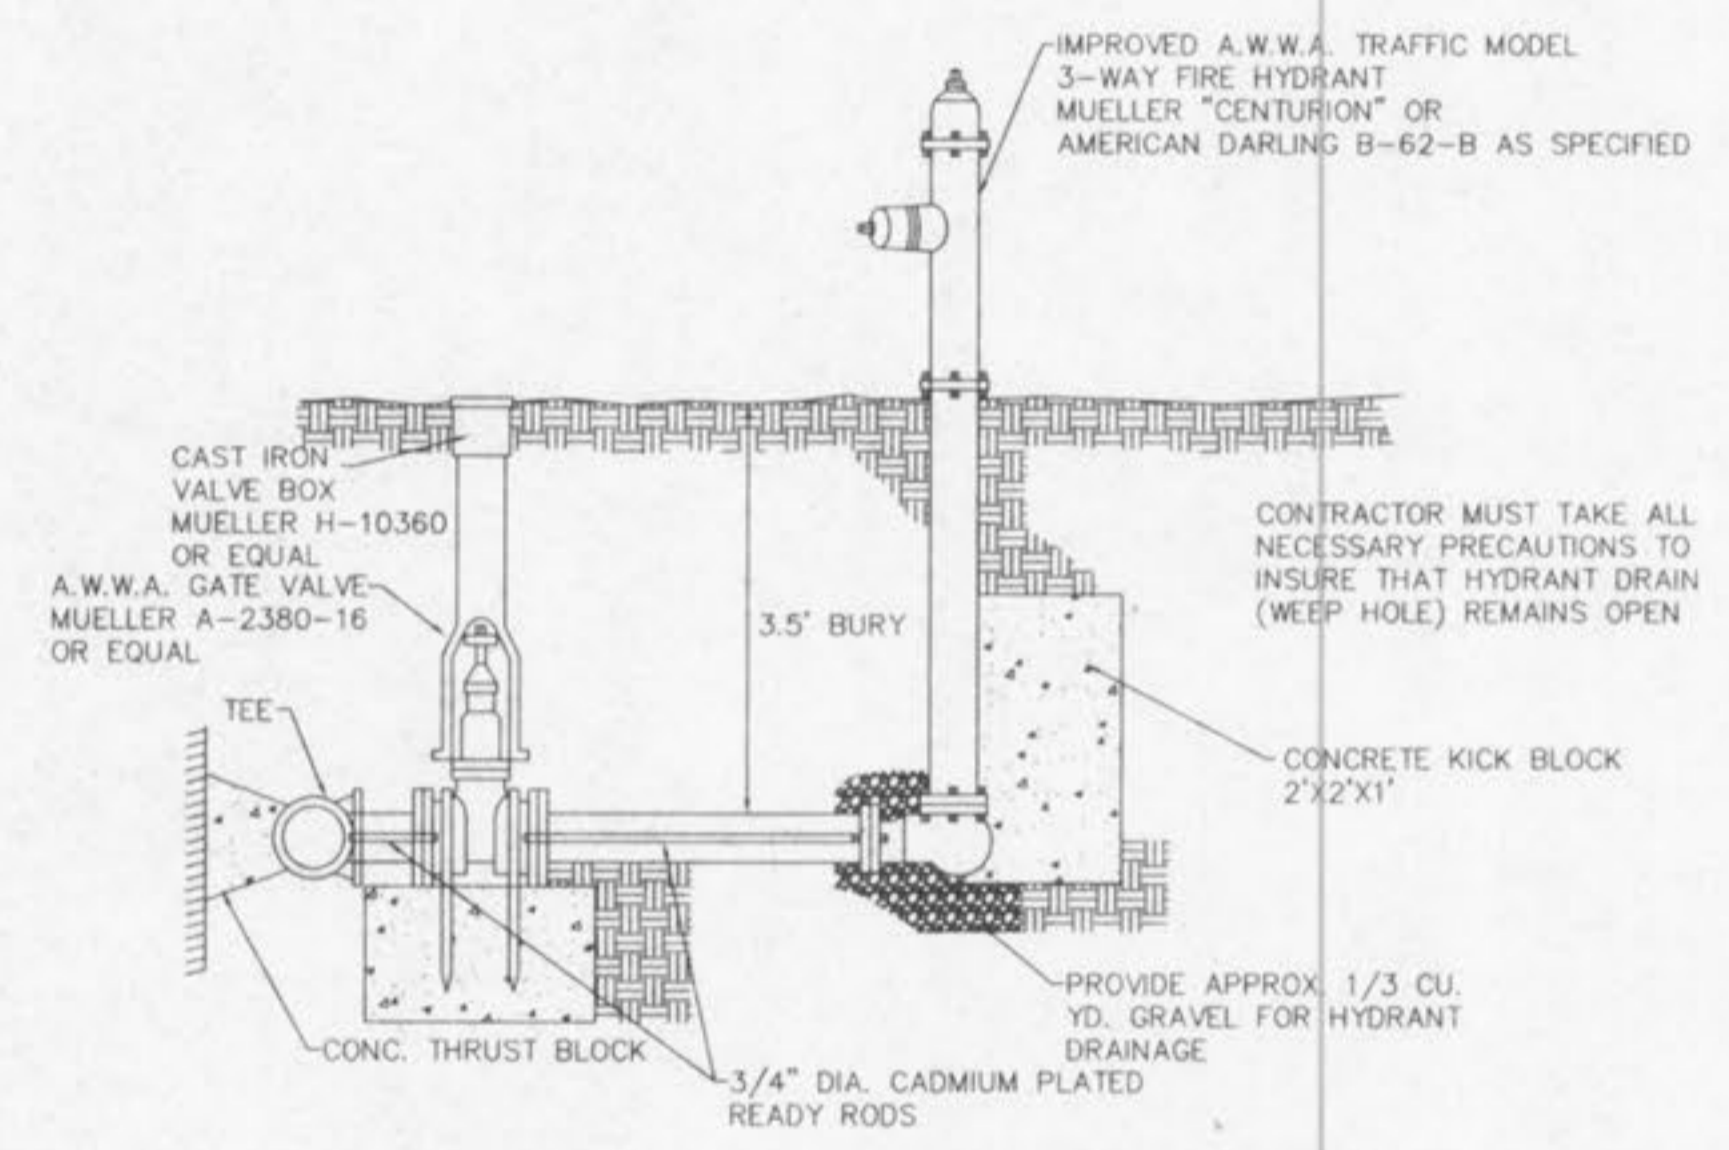 IMPROVED A.W.W.A. TRAFFIC MODEL
3-WAY FIRE HYDRANT
MUELLER "CENTURION" OR
AMERICAN DARLING B-62-B AS SPECIFIED
CAST IRON
VALVE BOX
MUELLER H-10360
OR EQUAL
A.W.W.A. GATE VALVE
MUELLER A-2380-16
OR EQUAL
TEE
3.5' BURY
CONTRACTOR MUST TAKE ALL
NECESSARY PRECAUTIONS TO
INSURE THAT HYDRANT DRAIN
(WEEP HOLE) REMAINS OPEN
CONCRETE KICK BLOCK
2'X2'X1'
PROVIDE APPROX. 1/3 CU.
YD. GRAVEL FOR HYDRANT
DRAINAGE
CONC. THRUST BLOCK
3/4" DIA. CADMIUM PLATED
READY RODS